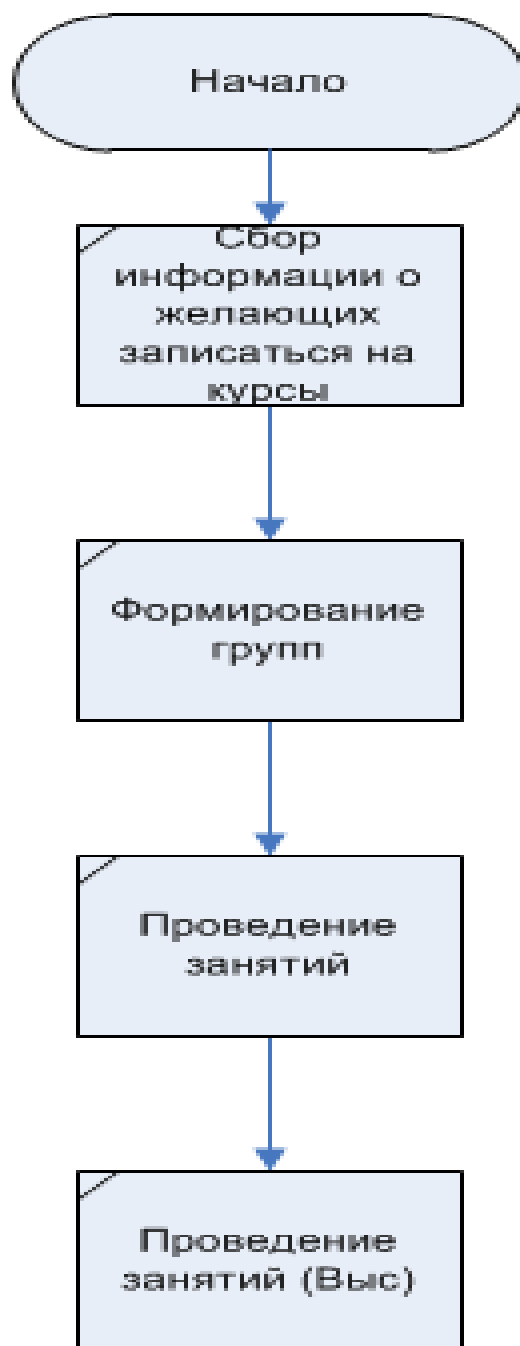 Начало
Сбор
информации о
желающих
записаться на
курсы
Формирование
групп
Проведение
занятий
Проведение
занятий (Выс)